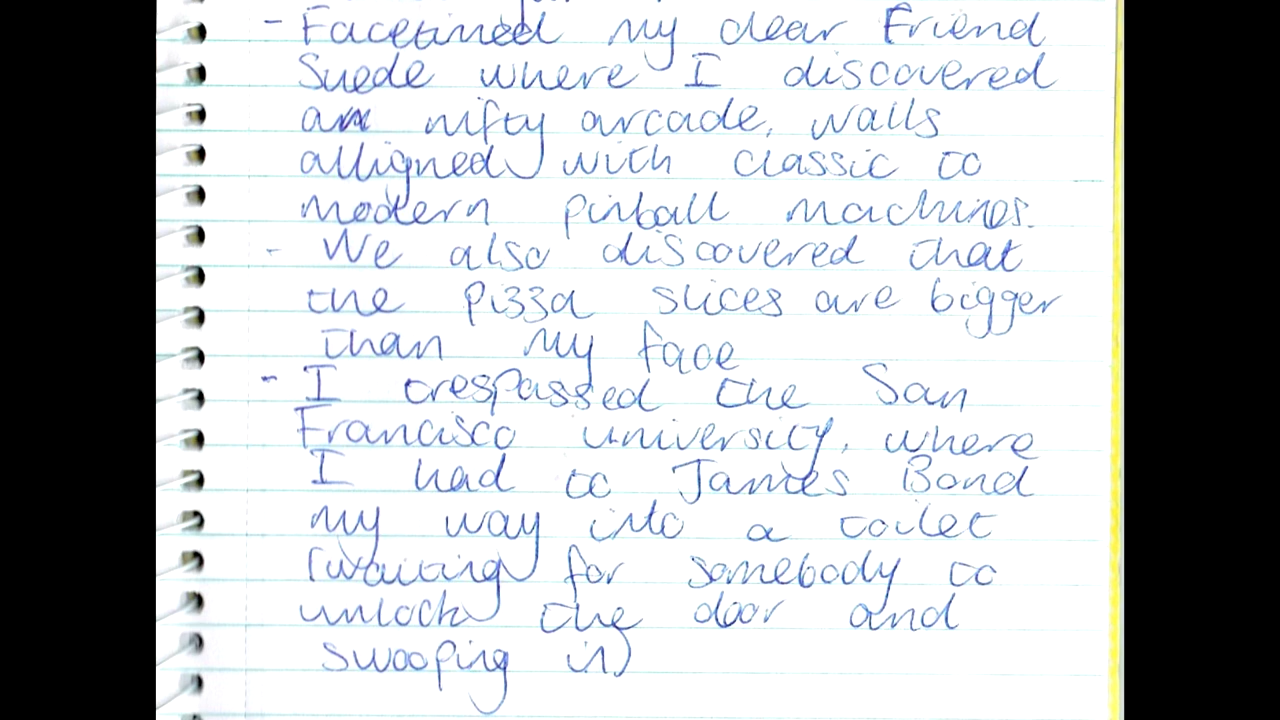 - Facetimed my dear Friend
Suede where I discovered
an nifty arcade, walls
alligned with classic to
modern pinball machines.
- We also discovered that
the pizza slices are bigger
than my face
- I trespassed the San
Francisco university, where
I had to James Bond
my way into a toilet
(waiting for somebody to
unlock the door and
swooping in)